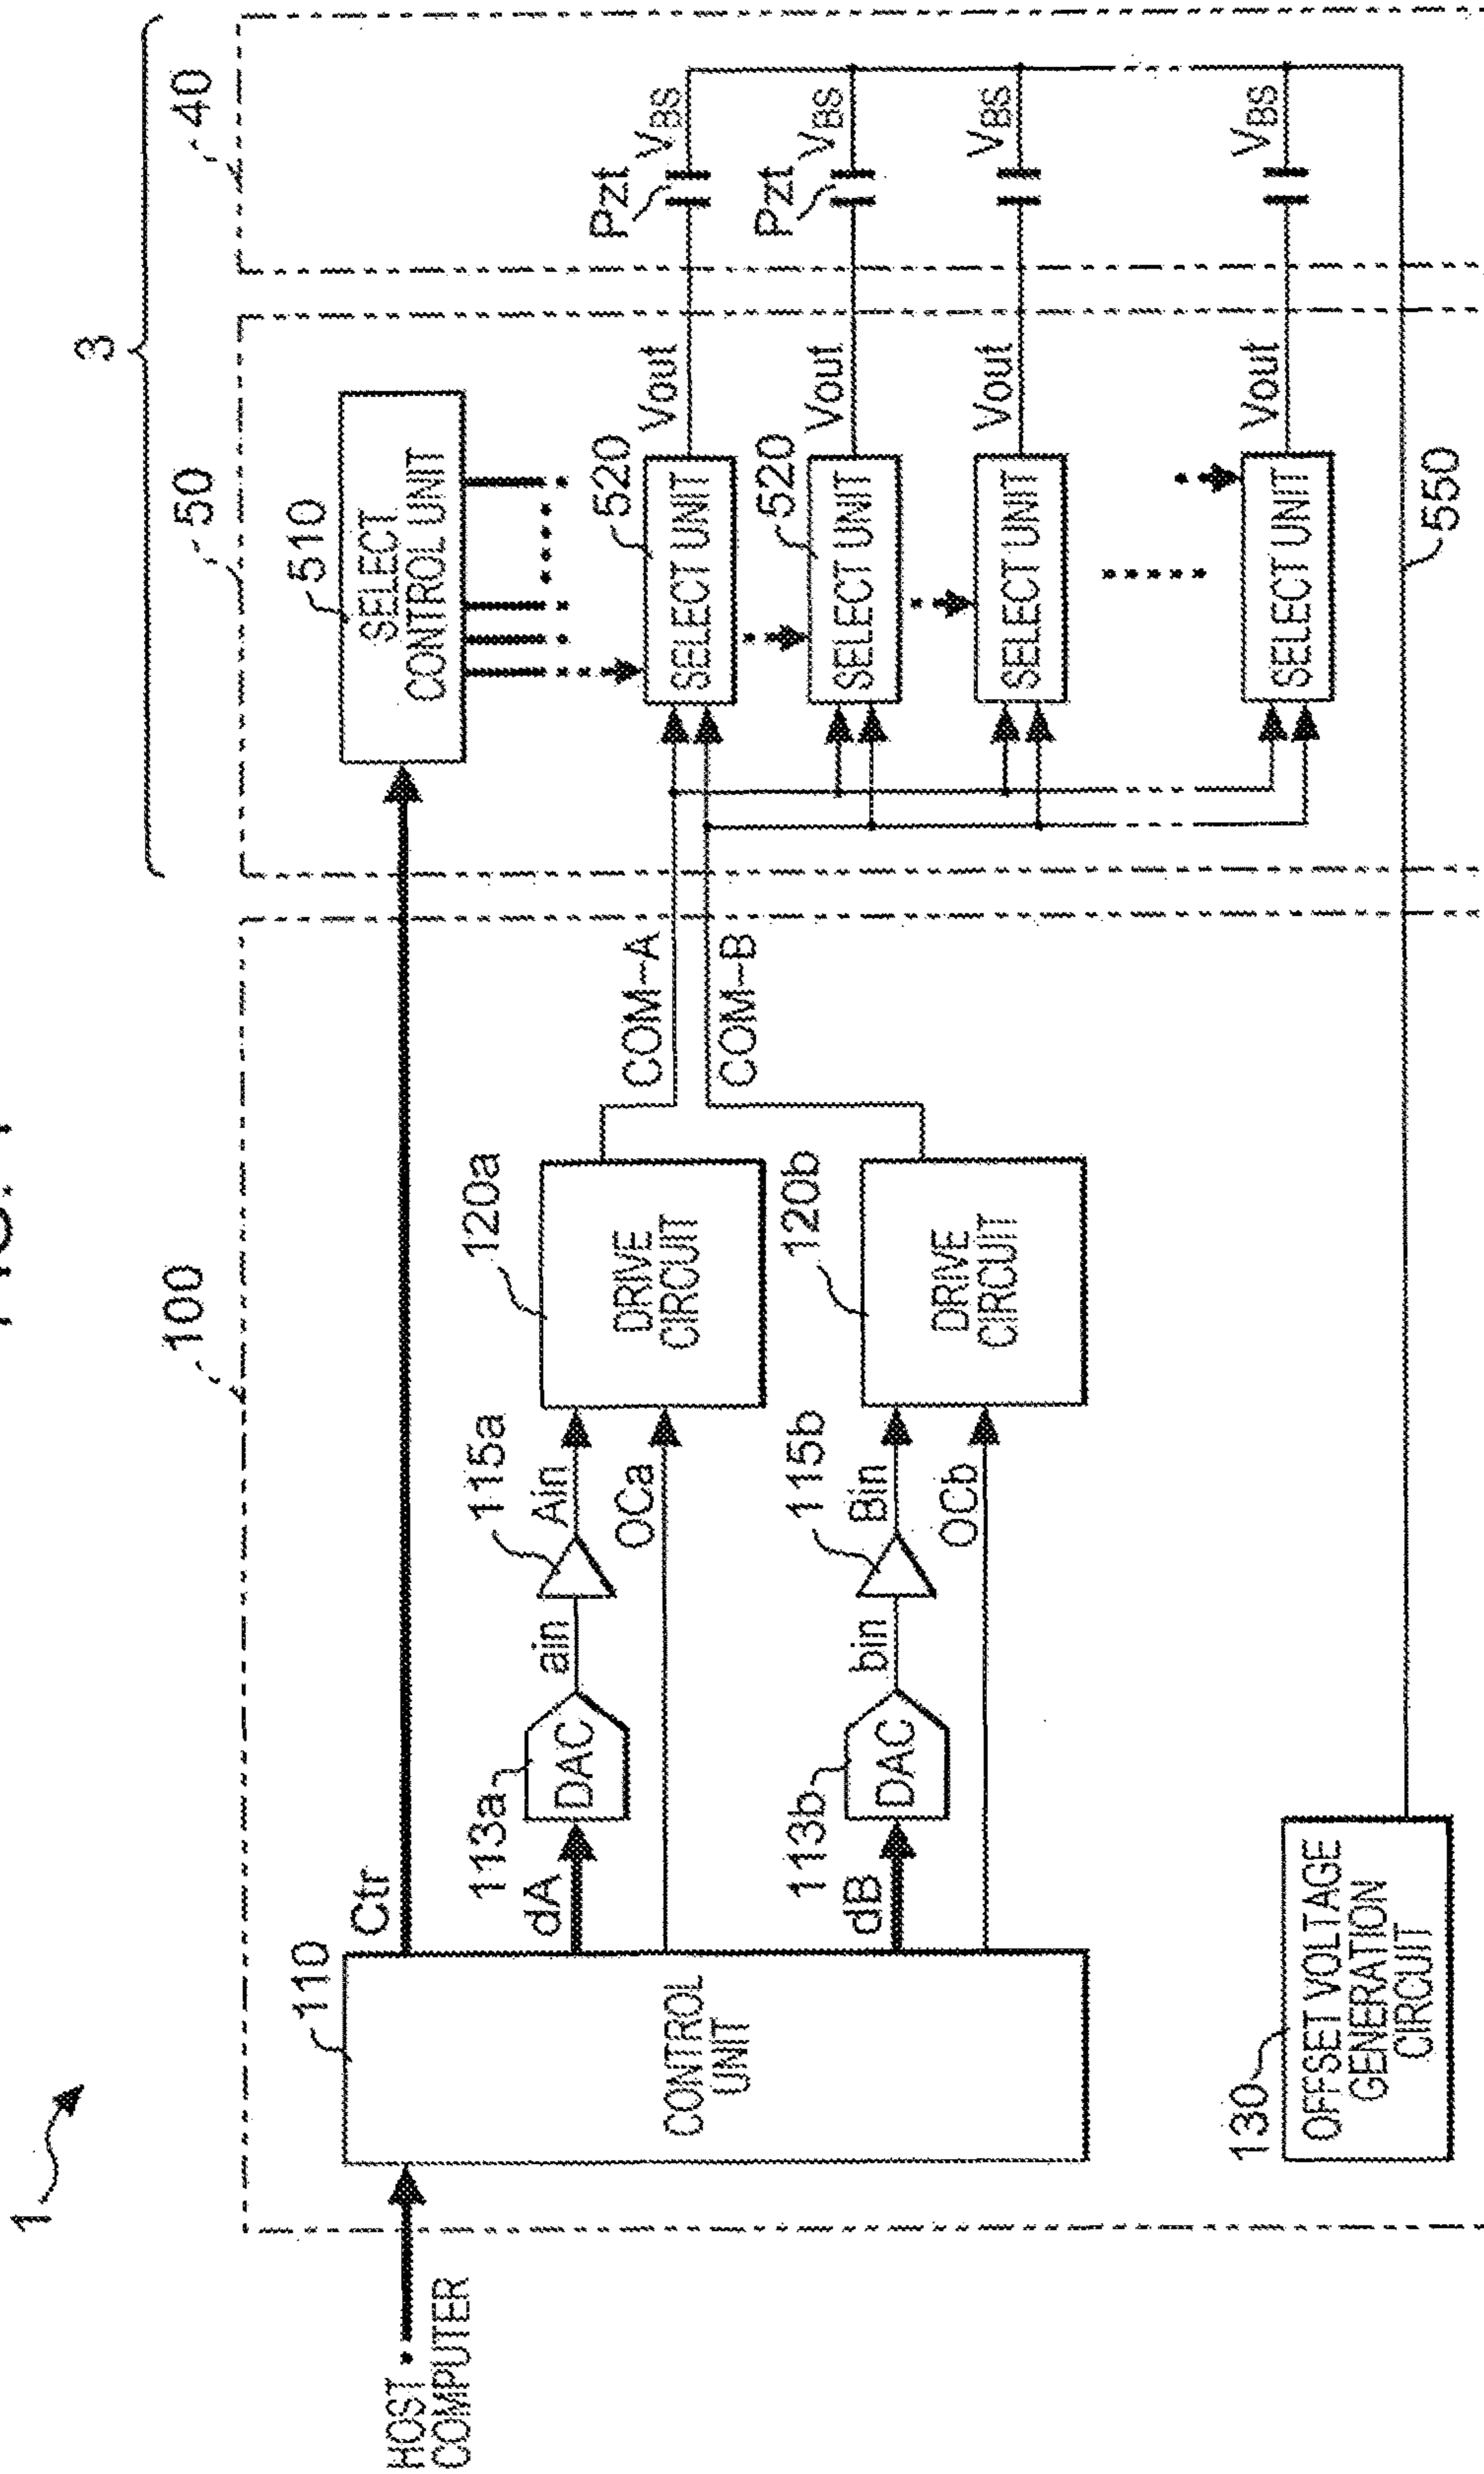 1
3
100
50
40
HOST
COMPUTER
110
CONTROL
UNIT
Ctr
510
SELECT
CONTROL UNIT
dA
113a
DAC
ain
115a
Ain
OCa
120a
DRIVE
CIRCUIT
COM-A
COM-B
dB
113b
DAC
bin
115b
Bin
OCb
120b
DRIVE
CIRCUIT
520
SELECT UNIT
Vout
Pzt
VBS
520
SELECT UNIT
Vout
Pzt
VBS
SELECT UNIT
Vout
VBS
SELECT UNIT
Vout
VBS
130
OFFSET VOLTAGE
GENERATION
CIRCUIT
550